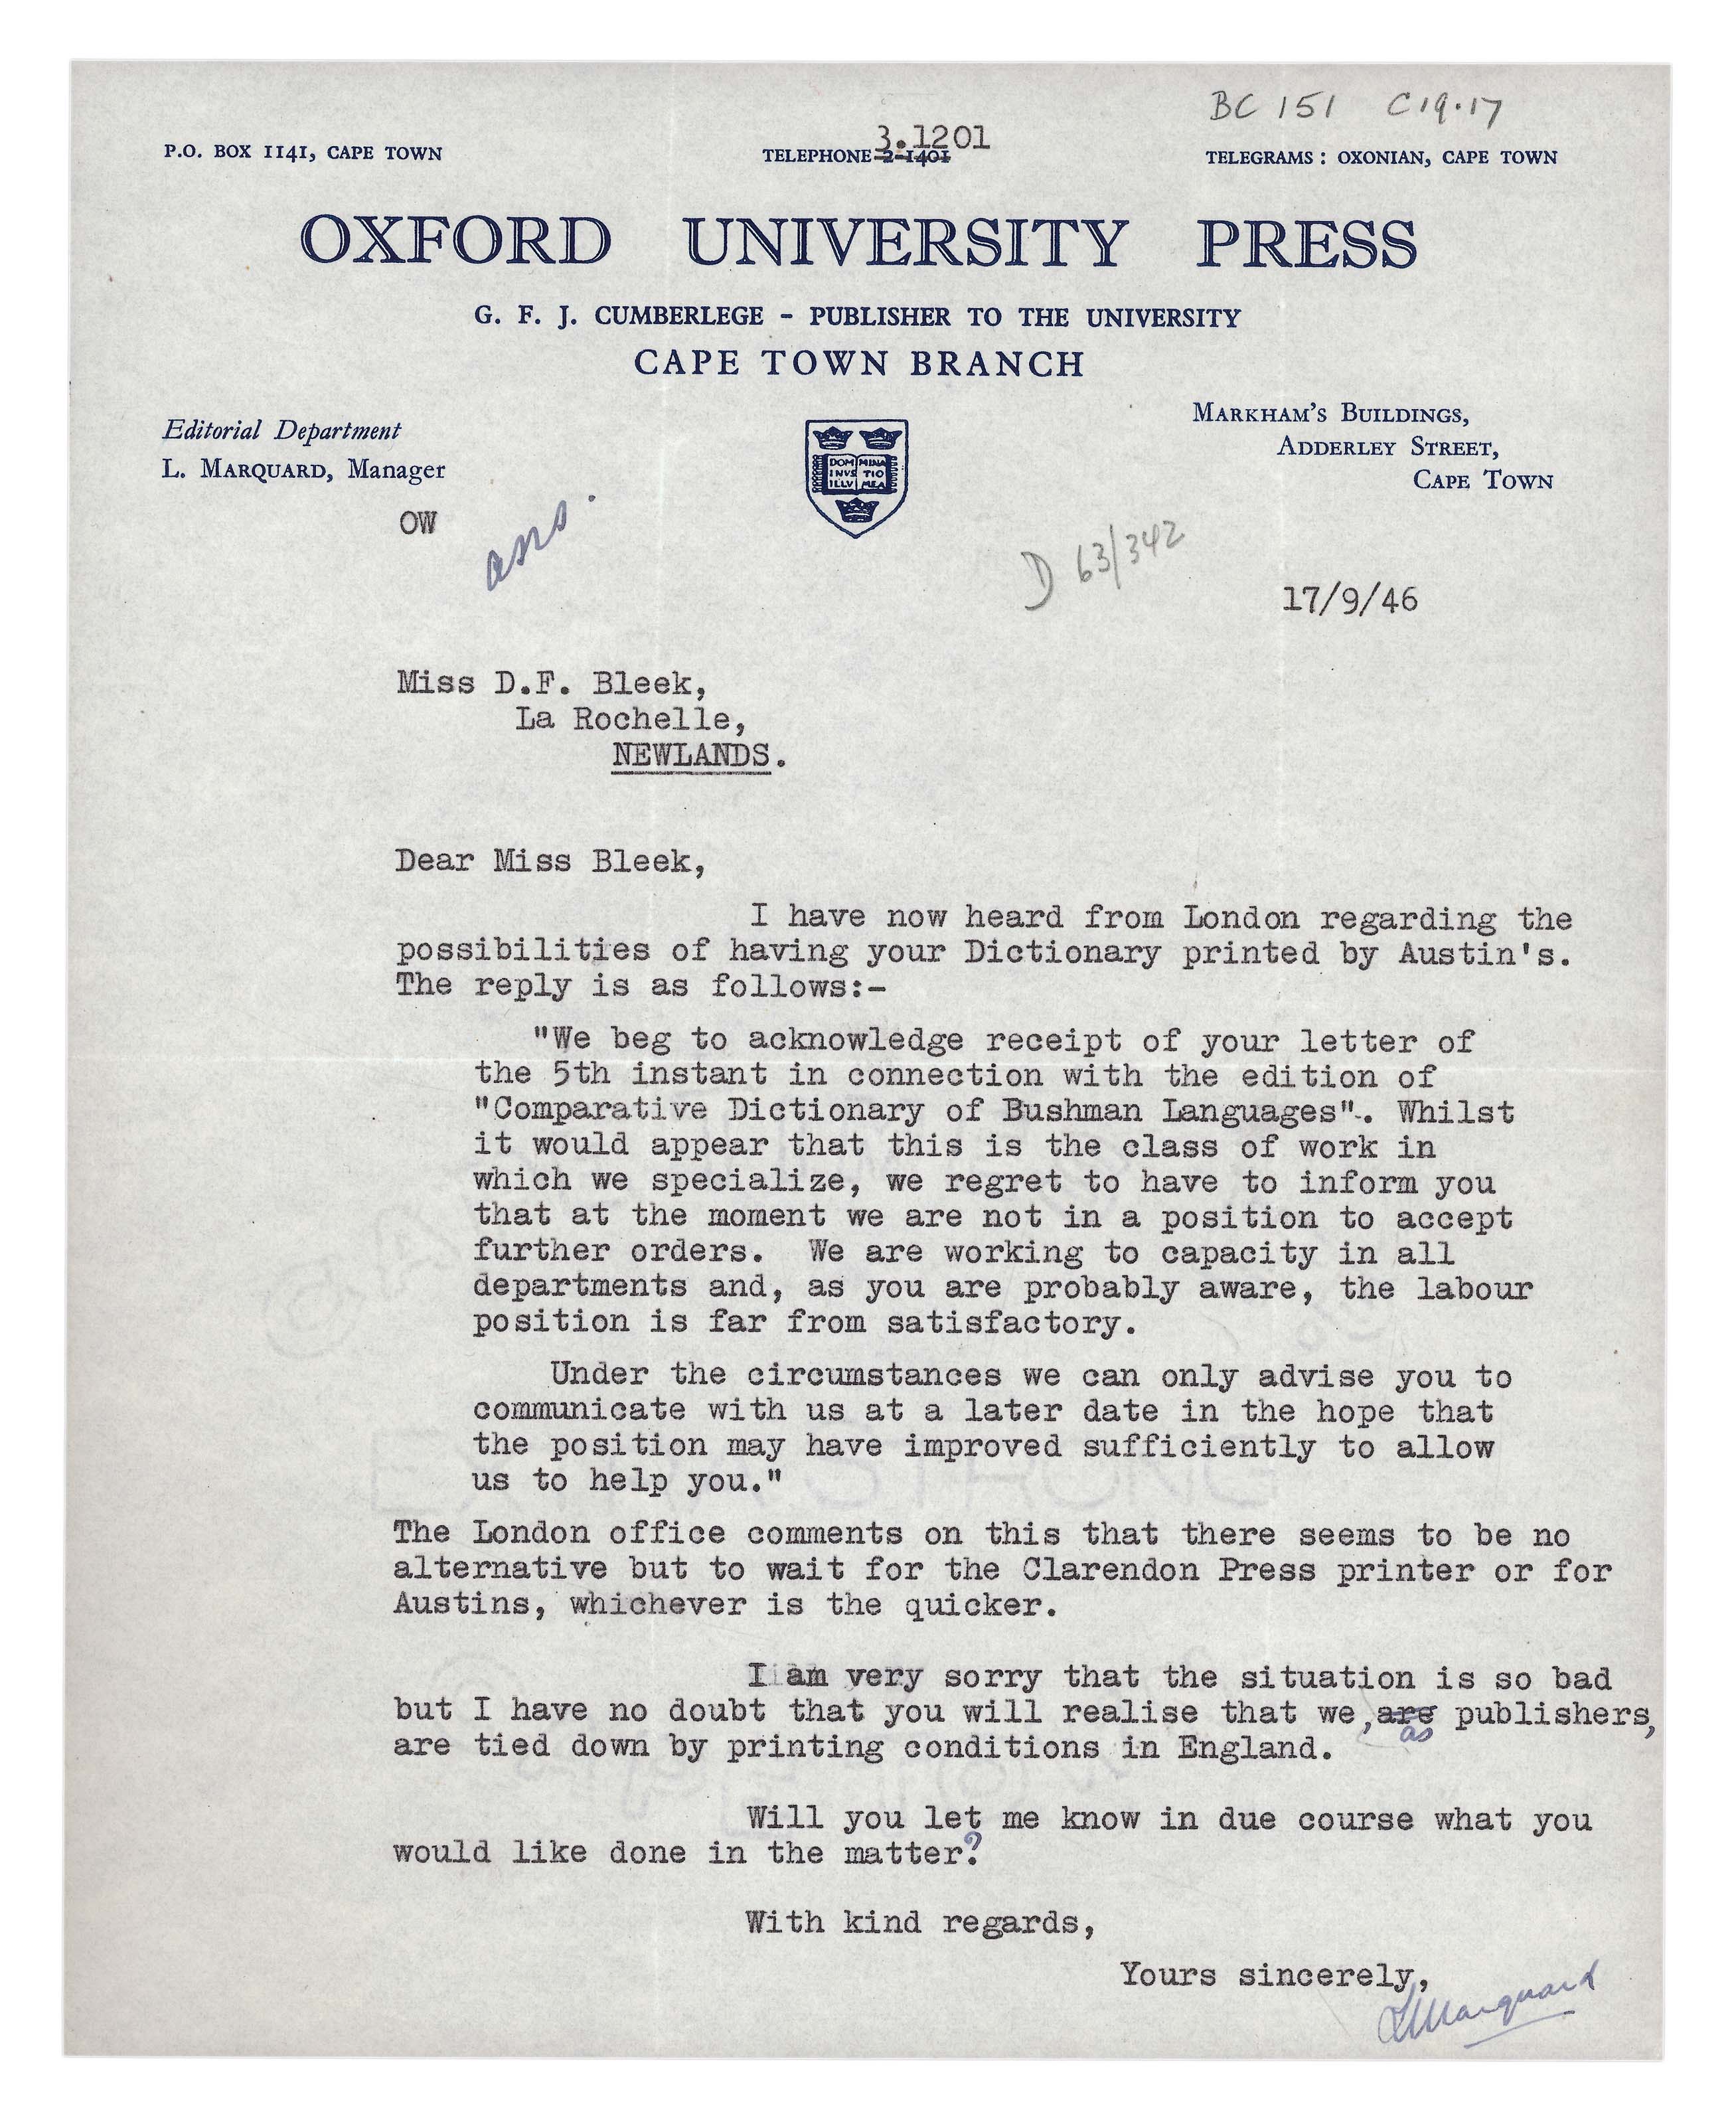 BC 151 C19.17
P.O. BOX 1141, CAPE TOWN
3.1201
TELEPHONE 2-1401
TELEGRAMS: OXONIAN, CAPE TOWN
OXFORD UNIVERSITY PRESS
G. F. J. CUMBERLEGE - PUBLISHER TO THE UNIVERSITY
CAPE TOWN BRANCH
Editorial Department
L. MARQUARD, Manager
OW
ans.
DOM MINA
INVS TIO
ILLV MEA
MARKHAM'S BUILDINGS,
ADDERLEY STREET,
CAPE TOWN
D 63/342
17/9/46
Miss D.F. Bleek,
La Rochelle,
NEWLANDS.
Dear Miss Bleek,
I have now heard from London regarding the
possibilities of having your Dictionary printed by Austin's.
The reply is as follows:-
"We beg to acknowledge receipt of your letter of
the 5th instant in connection with the edition of
"Comparative Dictionary of Bushman Languages"-. Whilst
it would appear that this is the class of work in
which we specialize, we regret to have to inform you
that at the moment we are not in a position to accept
further orders. We are working to capacity in all
departments and, as you are probably aware, the labour
position is far from satisfactory.
Under the circumstances we can only advise you to
communicate with us at a later date in the hope that
the position may have improved sufficiently to allow
us to help you."
The London office comments on this that there seems to be no
alternative but to wait for the Clarendon Press printer or for
Austins, whichever is the quicker.
I am very sorry that the situation is so bad
but I have no doubt that you will realise that we, are publishers,
as
are tied down by printing conditions in England.
Will you let me know in due course what you
would like done in the matter?
With kind regards,
Yours sincerely,
L Marquard